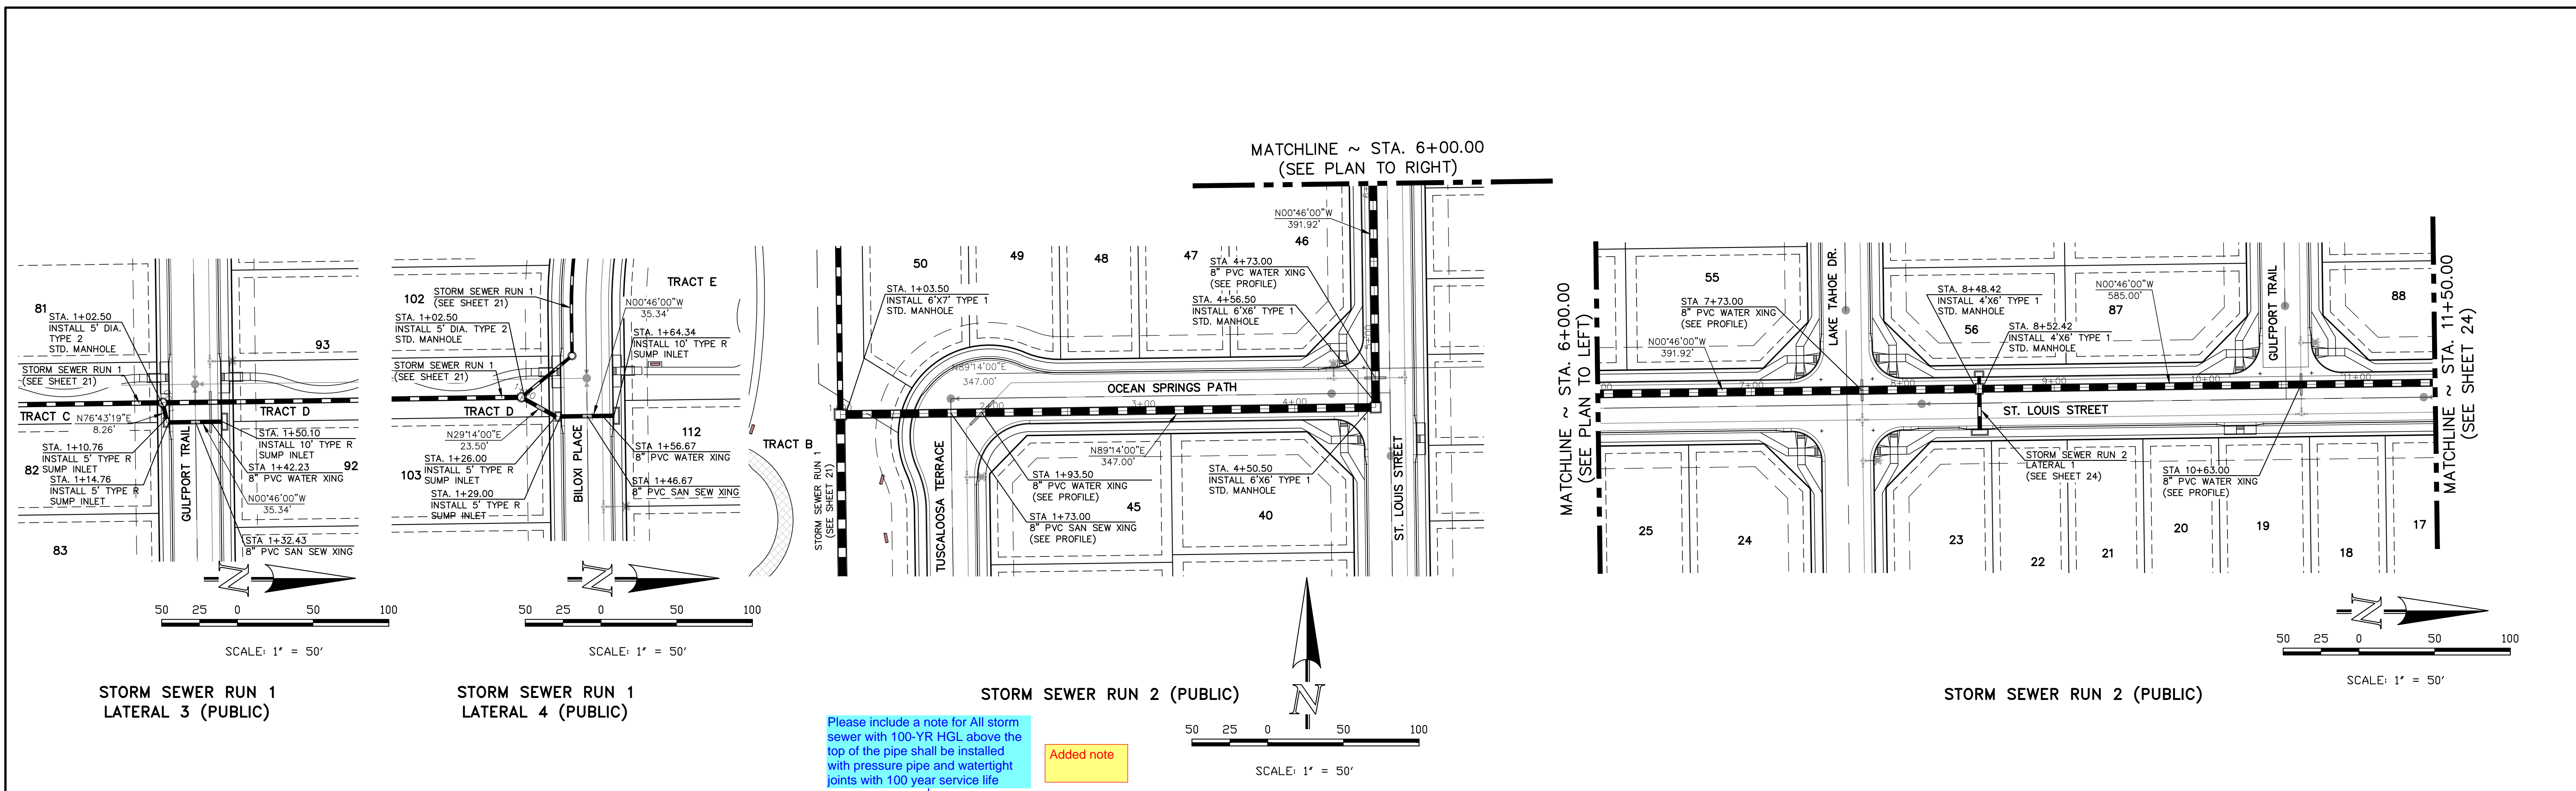 81
STA. 1+02.50
INSTALL 5' DIA.
TYPE 2
STD. MANHOLE
93
STORM SEWER RUN 1
(SEE SHEET 21)
TRACT C
N76°43'19"E
8.26'
TRACT D
STA. 1+10.76
INSTALL 5' TYPE R
SUMP INLET
82
STA. 1+14.76
INSTALL 5' TYPE R
SUMP INLET
GULFPORT TRAIL
STA. 1+50.10
INSTALL 10' TYPE R
SUMP INLET
STA 1+42.23
8" PVC WATER XING
92
N00°46'00"W
35.34'
STA 1+32.43
8" PVC SAN SEW XING
83
N
50 25 0 50 100
SCALE: 1" = 50'
STORM SEWER RUN 1
LATERAL 3 (PUBLIC)
102
STORM SEWER RUN 1
(SEE SHEET 21)
STA. 1+02.50
INSTALL 5' DIA. TYPE 2
STD. MANHOLE
STORM SEWER RUN 1
(SEE SHEET 21)
TRACT D
N29°14'00"E
23.50'
STA. 1+26.00
INSTALL 5' TYPE R
SUMP INLET
103
STA. 1+29.00
INSTALL 5' TYPE R
SUMP INLET
BILOXI PLACE
TRACT E
N00°46'00"W
35.34'
STA. 1+64.34
INSTALL 10' TYPE R
SUMP INLET
112
STA 1+56.67
8" PVC WATER XING
STA 1+46.67
8" PVC SAN SEW XING
TRACT B
N
50 25 0 50 100
SCALE: 1" = 50'
STORM SEWER RUN 1
LATERAL 4 (PUBLIC)
MATCHLINE ~ STA. 6+00.00
(SEE PLAN TO RIGHT)
N00°46'00"W
391.92'
46
50
49
48
47
STA 4+73.00
8" PVC WATER XING
(SEE PROFILE)
STA. 4+56.50
INSTALL 6'X6' TYPE 1
STD. MANHOLE
STA. 1+03.50
INSTALL 6'X7' TYPE 1
STD. MANHOLE
N89°14'00"E
347.00'
OCEAN SPRINGS PATH
2+00
3+00
4+00
STORM SEWER RUN 1
(SEE SHEET 21)
TUSCALOOSA TERRACE
N89°14'00"E
347.00'
STA 1+93.50
8" PVC WATER XING
(SEE PROFILE)
STA 1+73.00
8" PVC SAN SEW XING
(SEE PROFILE)
45
STA. 4+50.50
INSTALL 6'X6' TYPE 1
STD. MANHOLE
40
ST. LOUIS STREET
N
50 25 0 50 100
SCALE: 1" = 50'
STORM SEWER RUN 2 (PUBLIC)
Please include a note for All storm
sewer with 100-YR HGL above the
top of the pipe shall be installed
with pressure pipe and watertight
joints with 100 year service life
Added note
MATCHLINE ~ STA. 6+00.00
(SEE PLAN TO LEFT)
55
STA 7+73.00
8" PVC WATER XING
(SEE PROFILE)
N00°46'00"W
391.92'
LAKE TAHOE DR.
STA. 8+48.42
INSTALL 4'X6' TYPE 1
STD. MANHOLE
56
STA. 8+52.42
INSTALL 4'X6' TYPE 1
STD. MANHOLE
N00°46'00"W
585.00'
87
GULFPORT TRAIL
88
7+00
8+00
9+00
10+00
11+00
ST. LOUIS STREET
STORM SEWER RUN 2
LATERAL 1
(SEE SHEET 24)
STA 10+63.00
8" PVC WATER XING
(SEE PROFILE)
25
24
23
22
21
20
19
18
17
MATCHLINE ~ STA. 11+50.00
(SEE SHEET 24)
N
50 25 0 50 100
SCALE: 1" = 50'
STORM SEWER RUN 2 (PUBLIC)